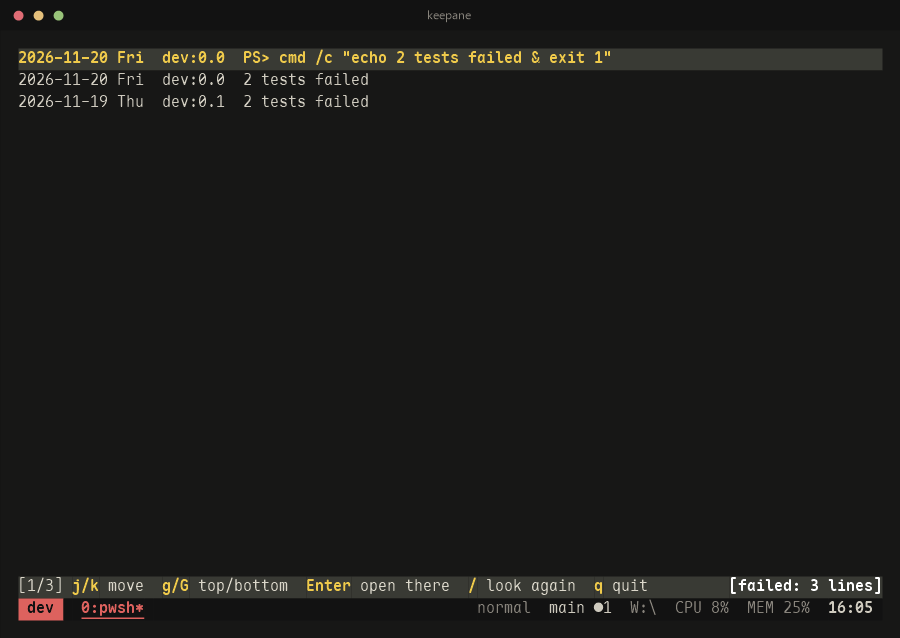 keepane
2026-11-20 Fri  dev:0.0  PS> cmd /c "echo 2 tests failed & exit 1"
2026-11-20 Fri  dev:0.0  2 tests failed
2026-11-19 Thu  dev:0.1  2 tests failed
[1/3] j/k move  g/G top/bottom  Enter open there  / look again  q quit  [failed: 3 lines]
dev  0:pwsh*  normal  main ●1  W:\  CPU 8%  MEM 25%  16:05